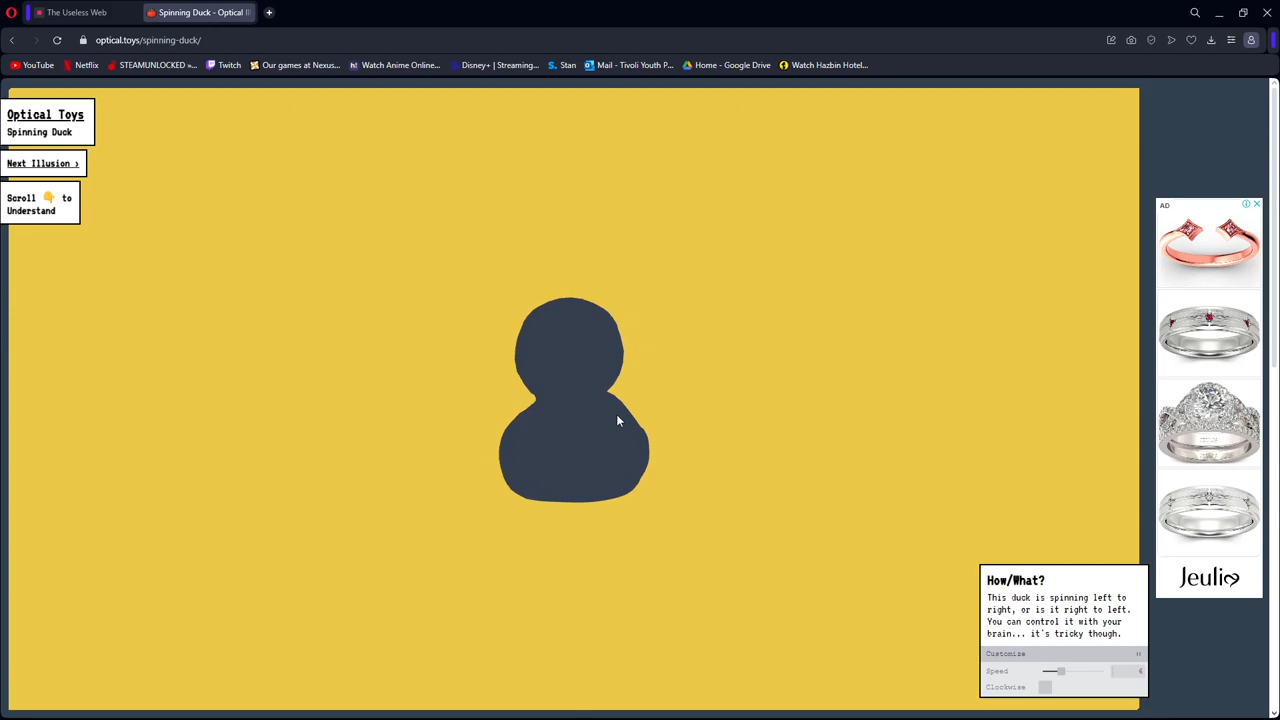 The Useless Web
Spinning Duck - Optical Il
optical.toys/spinning-duck/
YouTube
Netflix
STEAMUNLOCKED »...
Twitch
Our games at Nexus...
Watch Anime Online...
Disney+ | Streaming...
Stan
Mail - Tivoli Youth P...
Home - Google Drive
Watch Hazbin Hotel...
Optical Toys
Spinning Duck
Next Illusion ›
Scroll 👇 to
Understand
AD
Jeulia
How/What?
This duck is spinning left to
right, or is it right to left.
You can control it with your
brain... it's tricky though.
Customize
Speed
6
Clockwise